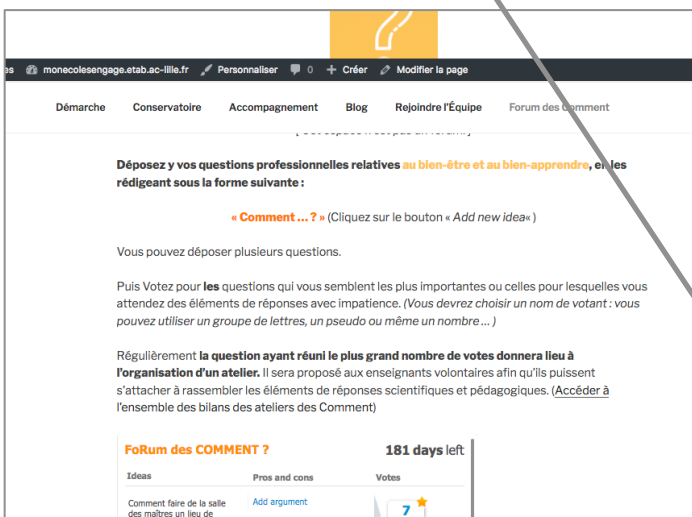 es monecolesengage.etab.ac-lille.fr Personnaliser 0 + Créer Modifier la page
Démarche Conservatoire Accompagnement Blog Rejoindre l'Équipe Forum des Comment
Déposez y vos questions professionnelles relatives au bien-être et au bien-apprendre, en les
rédigeant sous la forme suivante :
« Comment … ? » (Cliquez sur le bouton « Add new idea« )
Vous pouvez déposer plusieurs questions.
Puis Votez pour les questions qui vous semblent les plus importantes ou celles pour lesquelles vous
attendez des éléments de réponses avec impatience. (Vous devrez choisir un nom de votant : vous
pouvez utiliser un groupe de lettres, un pseudo ou même un nombre … )
Régulièrement la question ayant réuni le plus grand nombre de votes donnera lieu à
l'organisation d'un atelier. Il sera proposé aux enseignants volontaires afin qu'ils puissent
s'attacher à rassembler les éléments de réponses scientifiques et pédagogiques. (Accéder à
l'ensemble des bilans des ateliers des Comment)
FoRum des COMMENT ? 181 days left
Ideas Pros and cons Votes
Comment faire de la salle Add argument 7
des maîtres un lieu de